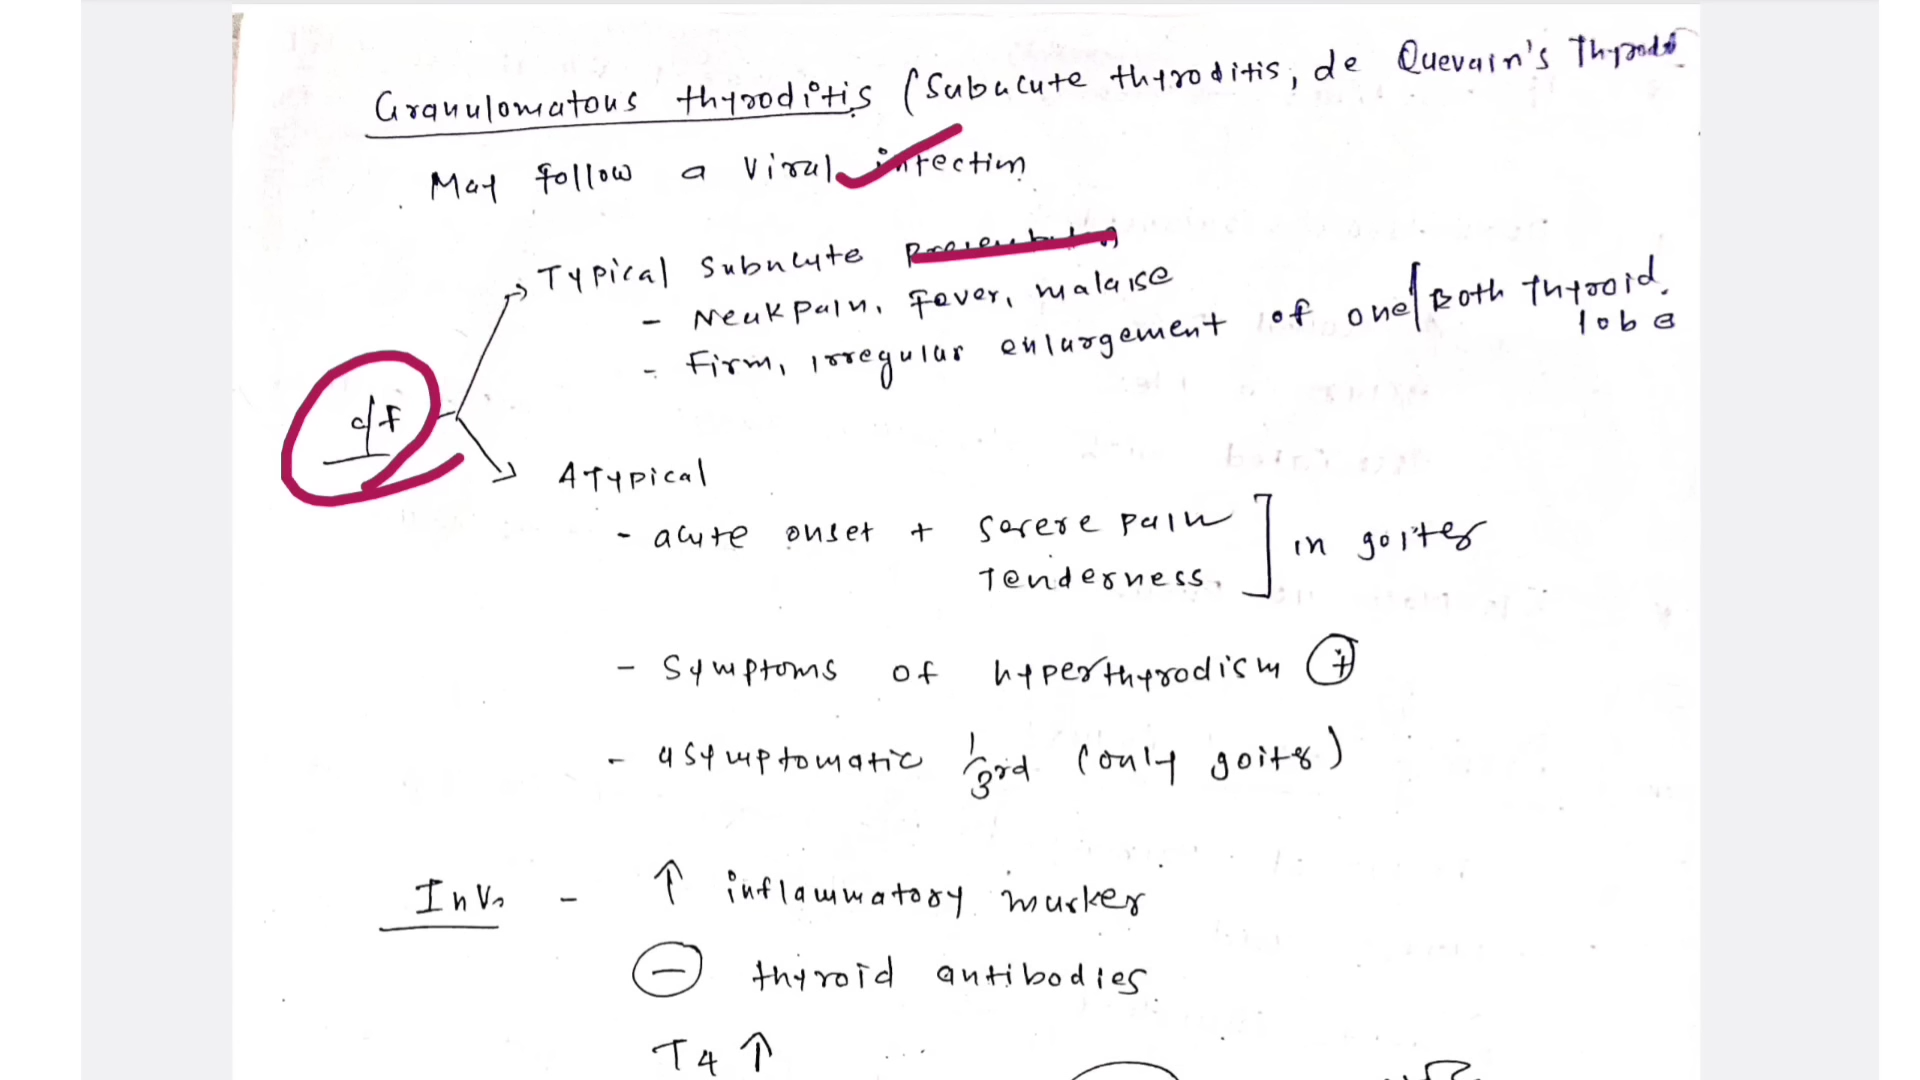 Granulomatous thyroditis (Subacute thyroditis, de Quevain's Thyrodi
May follow a Viral infection
Typical Subacute Presentation
- Neck pain, Fever, malaise
- Firm, irregular enlargement of one/Both thyroid lobe
c/f
Atypical
- acute onset + Severe pain
Tenderness.
] in goiter
- Symptoms of hyperthyrodism (+)
- asymptomatic 1/3rd (only goiter)
Inv. - ↑ inflammatory marker
(-) thyroid antibodies.
T4 ↑